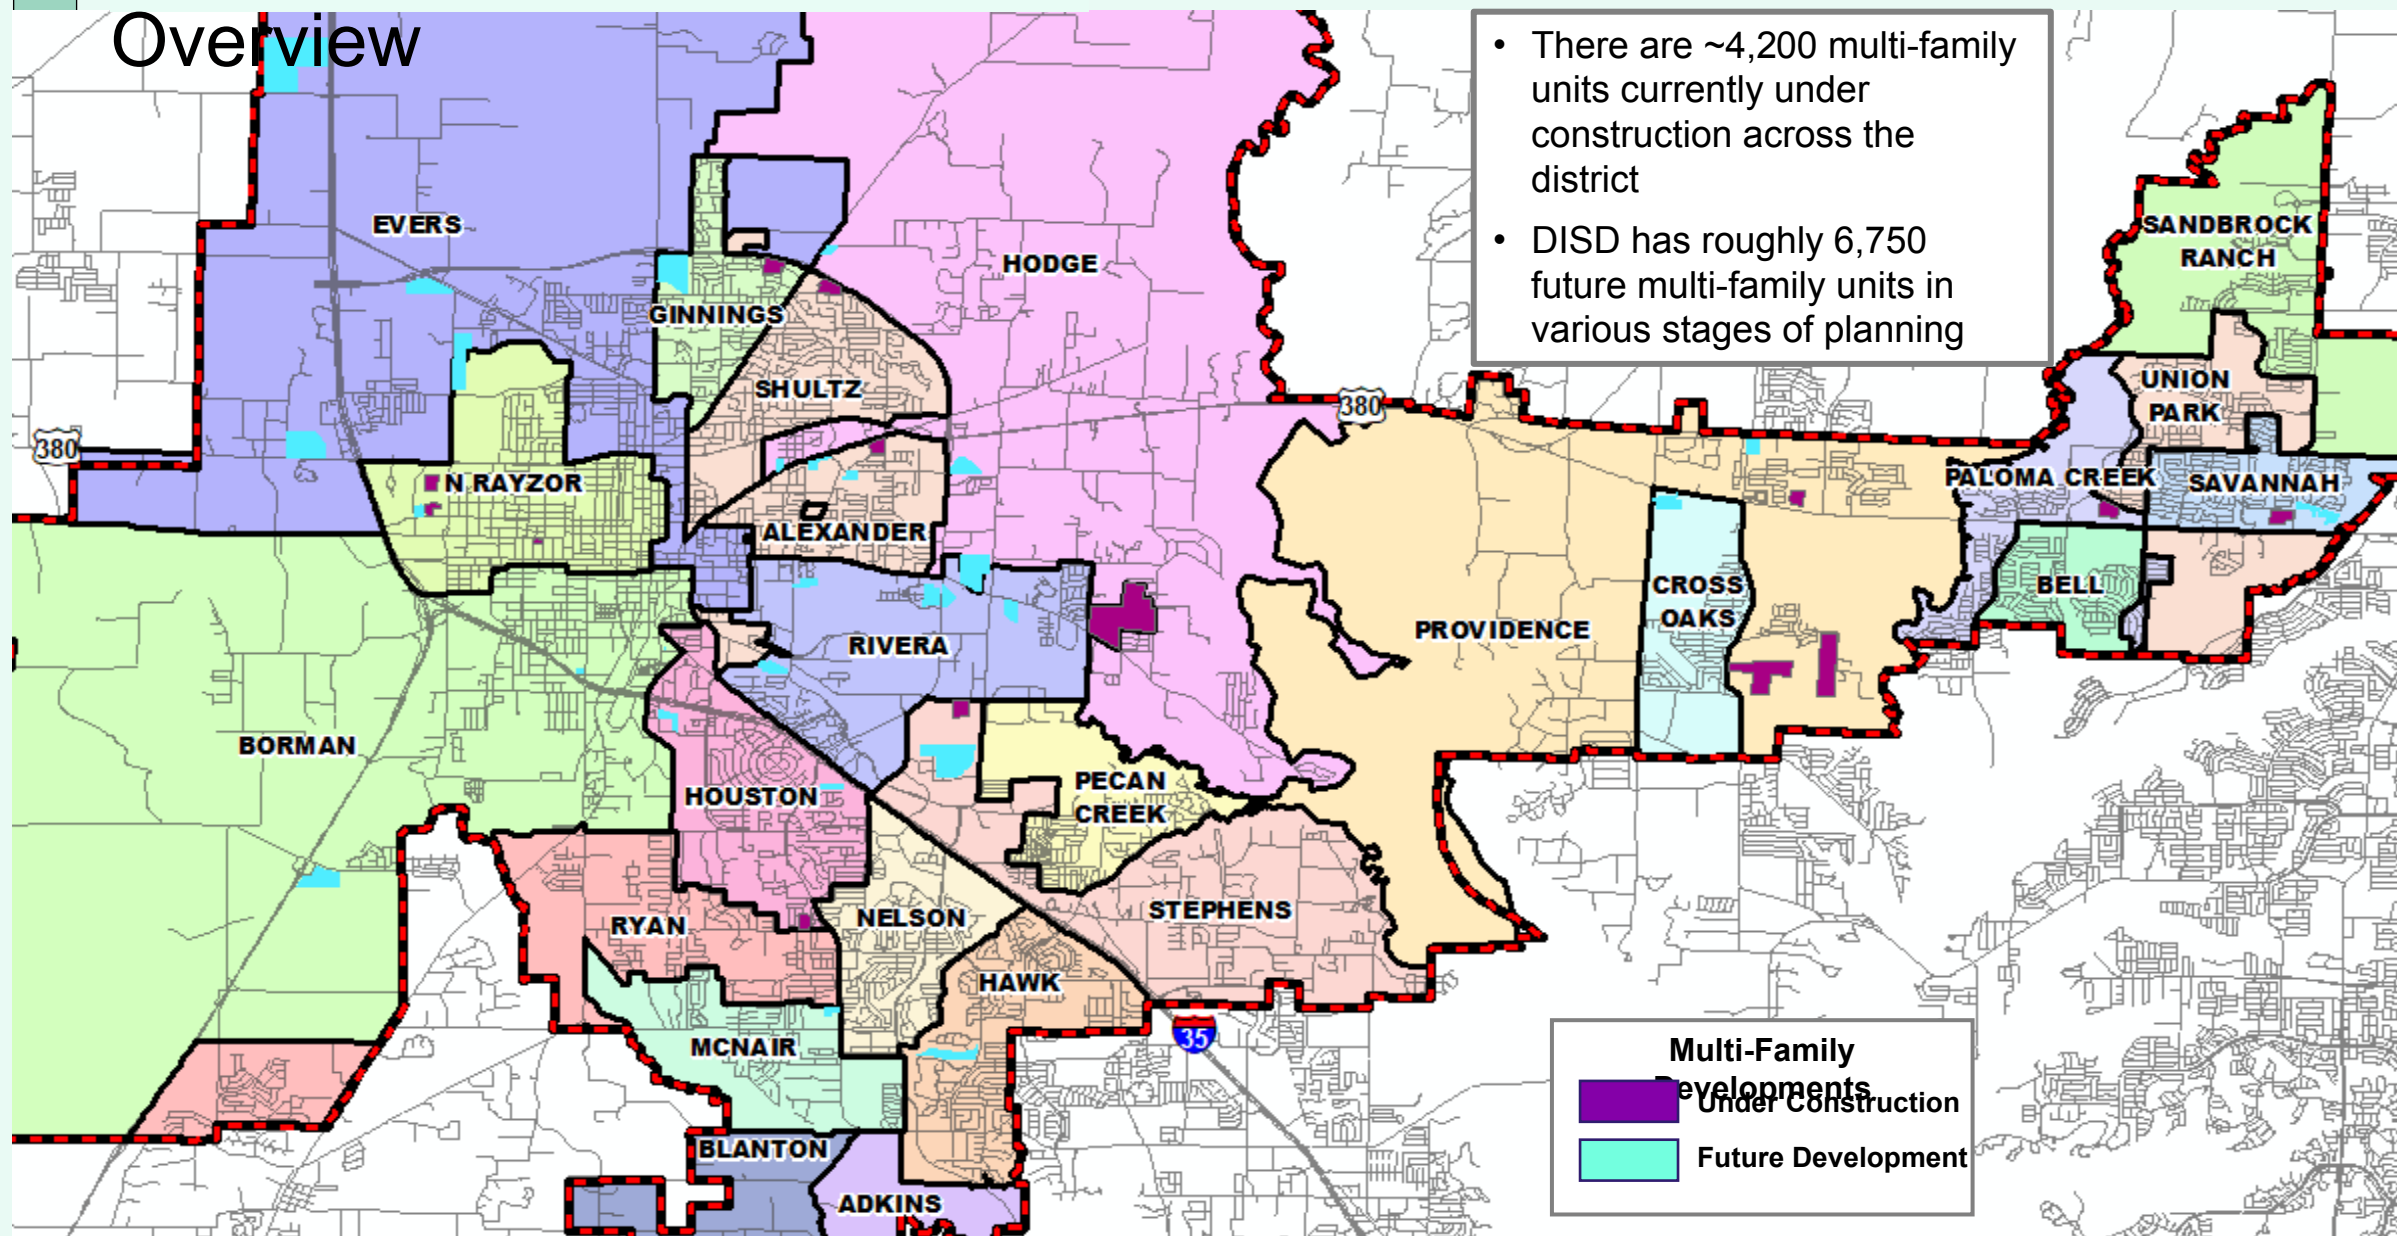 Overview
• There are ~4,200 multi-family
units currently under
construction across the
district
• DISD has roughly 6,750
future multi-family units in
various stages of planning
EVERS
HODGE
SANDBROCK
RANCH
GINNINGS
SHULTZ
UNION
PARK
380
380
N RAYZOR
PALOMA CREEK
SAVANNAH
ALEXANDER
CROSS
OAKS
BELL
RIVERA
PROVIDENCE
BORMAN
HOUSTON
PECAN
CREEK
RYAN
NELSON
STEPHENS
HAWK
MCNAIR
35
BLANTON
ADKINS
Multi-Family
Developments
Under Construction
Future Development